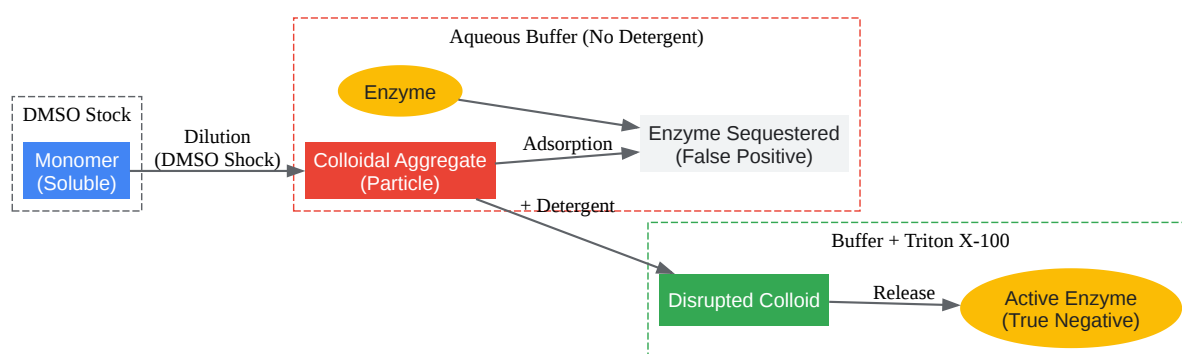 Aqueous Buffer (No Detergent)
DMSO Stock
Monomer
(Soluble)
Dilution
(DMSO Shock)
Enzyme
Colloidal Aggregate
(Particle)
Adsorption
Enzyme Sequestered
(False Positive)
+ Detergent
Buffer + Triton X-100
Disrupted Colloid
Release
Active Enzyme
(True Negative)